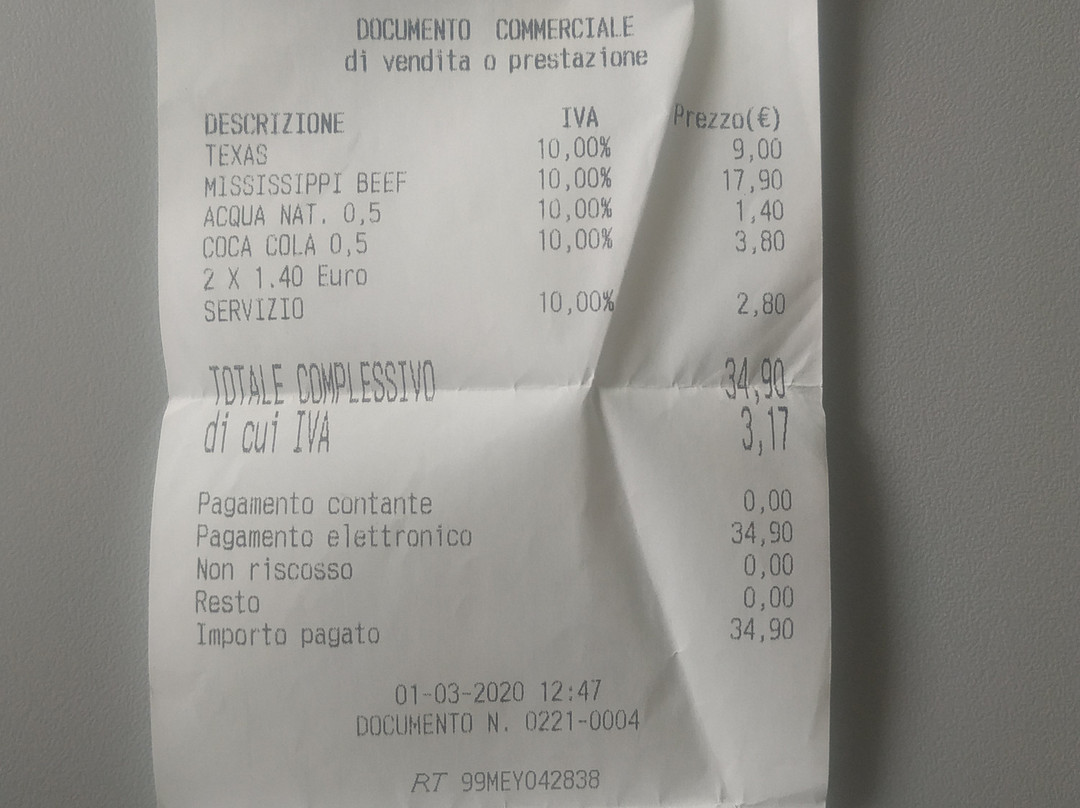 DOCUMENTO COMMERCIALE
di vendita o prestazione
DESCRIZIONE IVA Prezzo(€)
TEXAS 10,00% 9,00
MISSISSIPPI BEEF 10,00% 17,90
ACQUA NAT. 0,5 10,00% 1,40
COCA COLA 0,5 10,00% 3,80
2 X 1.40 Euro
SERVIZIO 10,00% 2,80
TOTALE COMPLESSIVO 34,90
di cui IVA 3,17
Pagamento contante 0,00
Pagamento elettronico 34,90
Non riscosso 0,00
Resto 0,00
Importo pagato 34,90
01-03-2020 12:47
DOCUMENTO N. 0221-0004
RT 99MEY042838